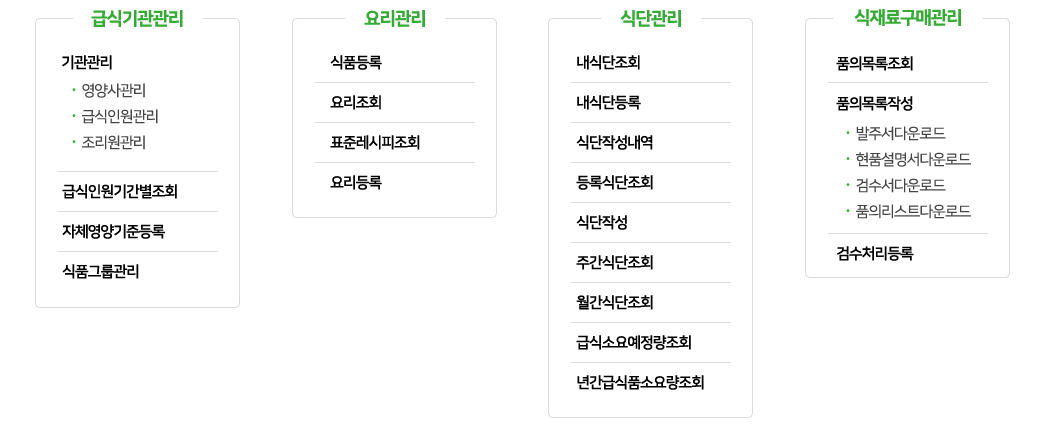 급식기관관리
기관관리
· 영양사관리
· 급식인원관리
· 조리원관리
급식인원기간별조회
자체영양기준등록
식품그룹관리
요리관리
식품등록
요리조회
표준레시피조회
요리등록
식단관리
내식단조회
내식단등록
식단작성내역
등록식단조회
식단작성
주간식단조회
월간식단조회
급식소요예정량조회
년간급식품소요량조회
식재료구매관리
품의목록조회
품의목록작성
· 발주서다운로드
· 현품설명서다운로드
· 검수서다운로드
· 품의리스트다운로드
검수처리등록